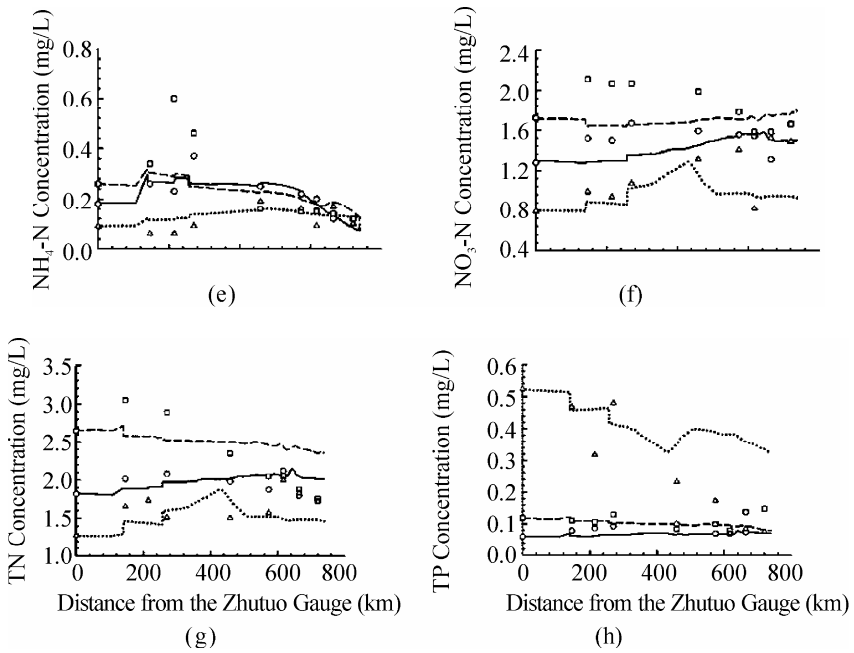 NH₄-N Concentration (mg/L)
0.8
0.6
0.4
0.2
0.0
(e)
NO₃-N Concentration (mg/L)
2.4
2.0
1.6
1.2
0.8
0.4
(f)
TN Concentration (mg/L)
3.5
3.0
2.5
2.0
1.5
1.0
0 200 400 600 800
Distance from the Zhutuo Gauge (km)
(g)
TP Concentration (mg/L)
0.6
0.5
0.4
0.3
0.2
0.1
0.0
0 200 400 600 800
Distance from the Zhutuo Gauge (km)
(h)